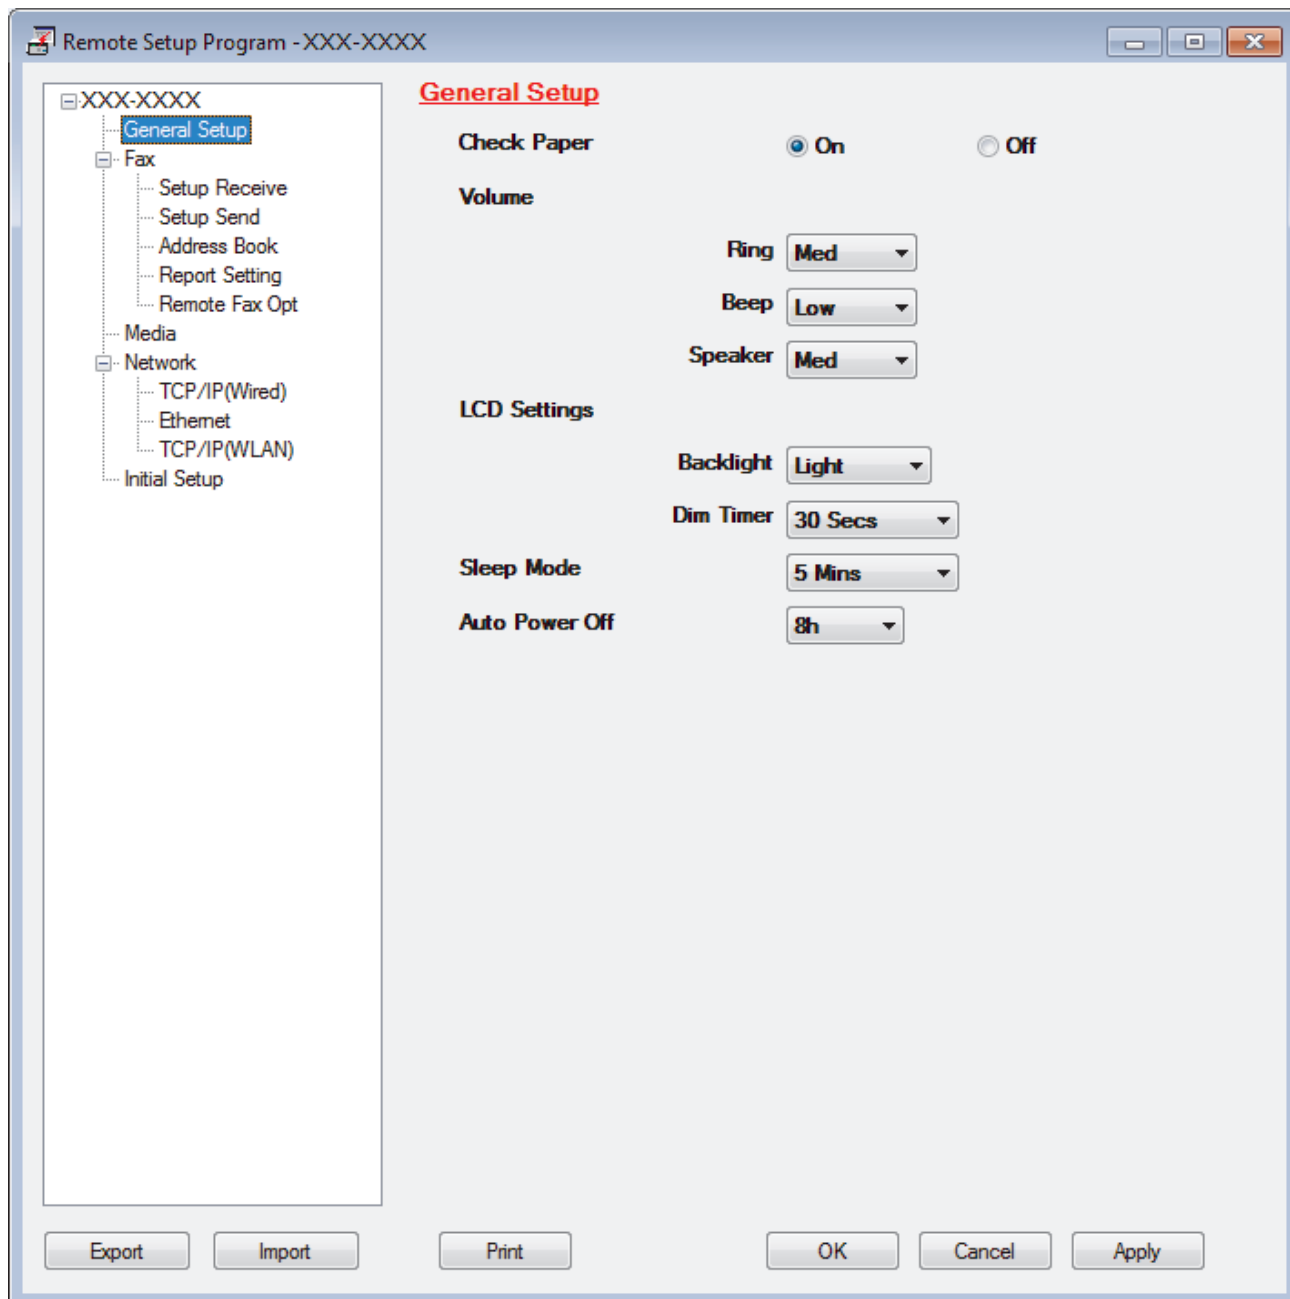 Remote Setup Program - XXX-XXXX
XXX-XXXX
General Setup
Fax
Setup Receive
Setup Send
Address Book
Report Setting
Remote Fax Opt
Media
Network
TCP/IP(Wired)
Ethernet
TCP/IP(WLAN)
Initial Setup
General Setup
Check Paper On Off
Volume
Ring Med
Beep Low
Speaker Med
LCD Settings
Backlight Light
Dim Timer 30 Secs
Sleep Mode 5 Mins
Auto Power Off 8h
Export Import Print OK Cancel Apply